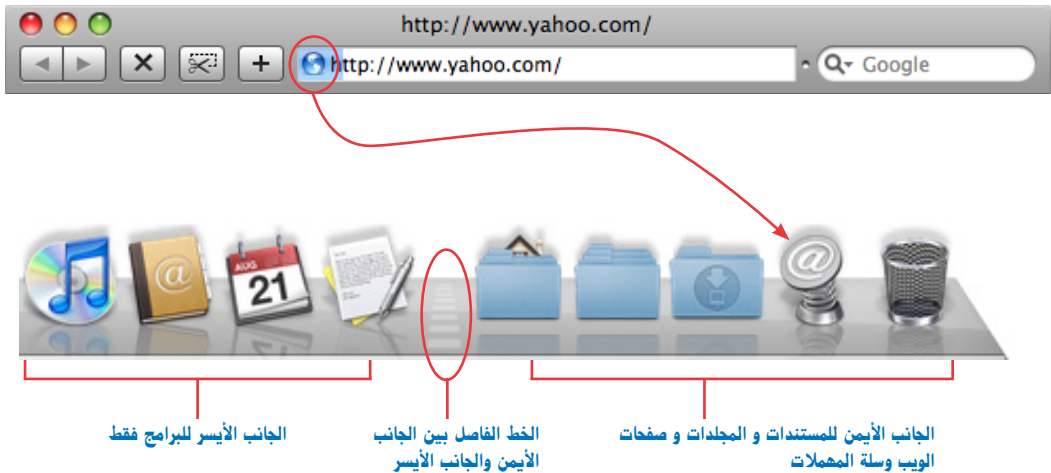 http://www.yahoo.com/
http://www.yahoo.com/
Google
@
AUG
21
@
الجانب الأيمن للمستندات و المجلدات و صفحات
الويب وسلة المهملات
الخط الفاصل بين الجانب
الأيمن والجانب الأيسر
الجانب الأيسر للبرامج فقط